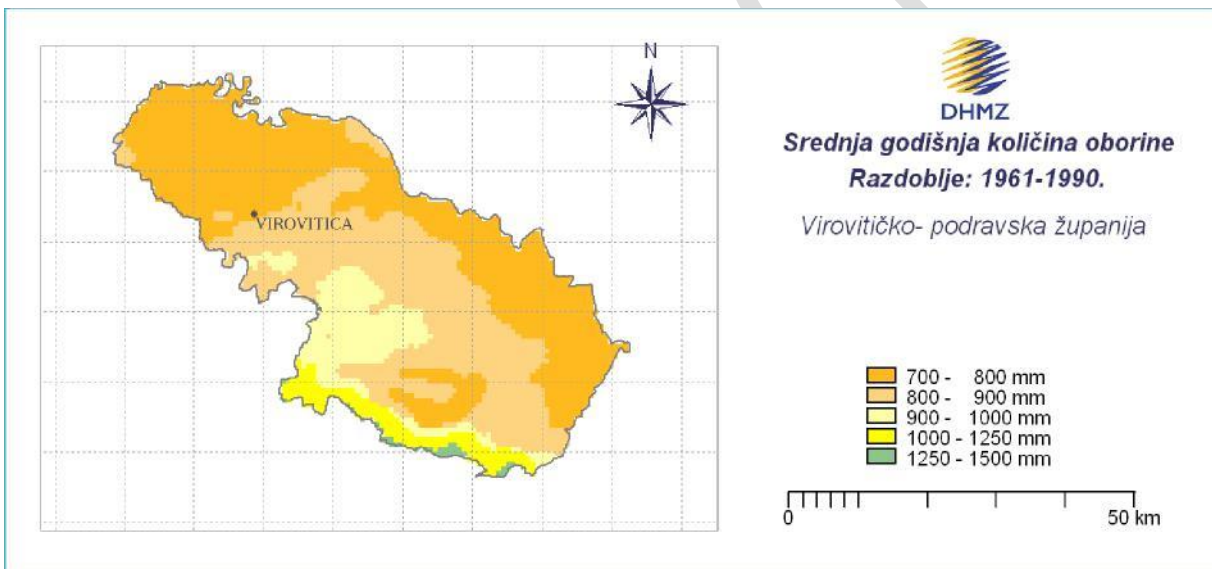 N
VIROVITICA
DHMZ
Srednja godišnja količina oborine
Razdoblje: 1961-1990.
Virovitičko- podravska županija
700 - 800 mm
800 - 900 mm
900 - 1000 mm
1000 - 1250 mm
1250 - 1500 mm
0 50 km